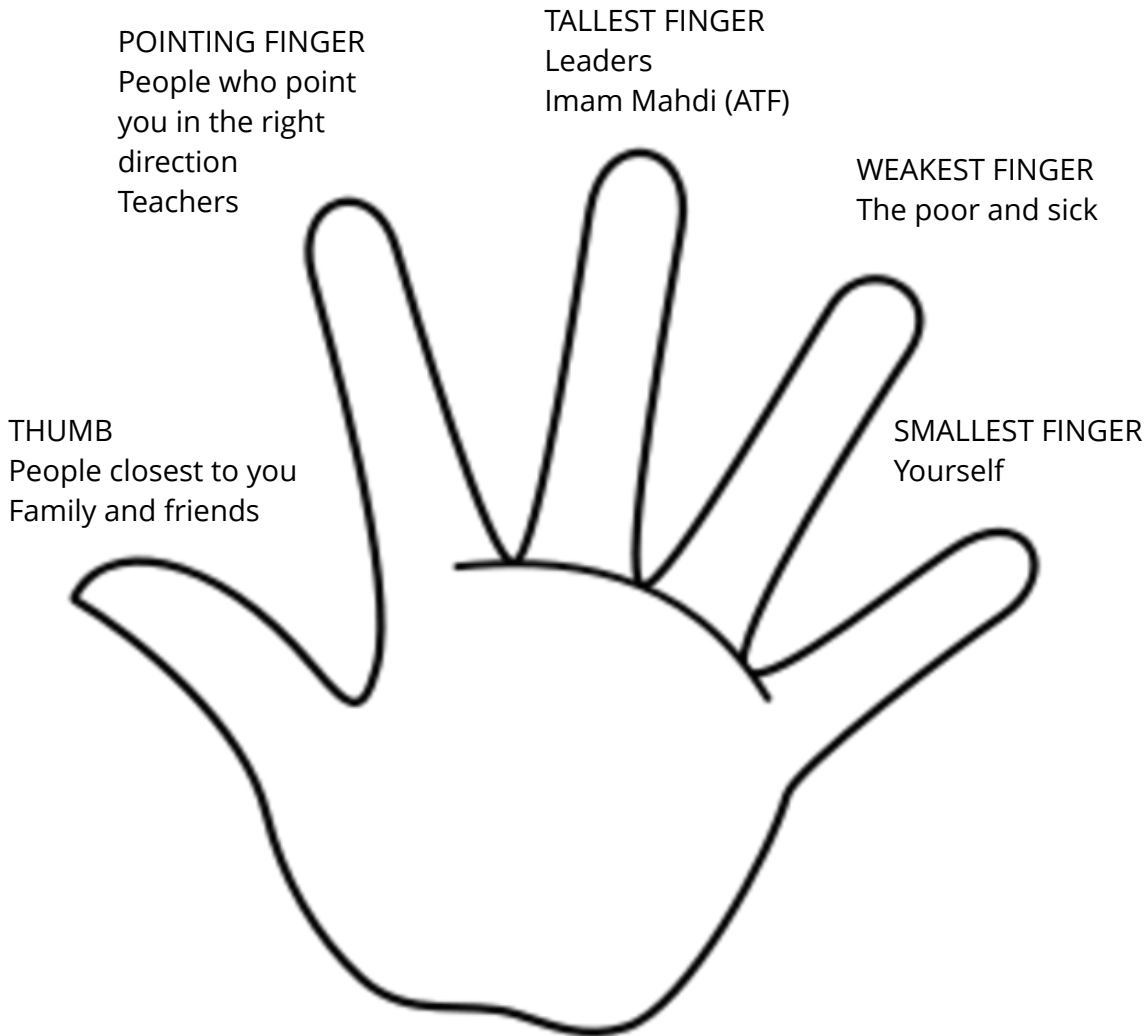 POINTING FINGER
People who point
you in the right
direction
Teachers
TALLEST FINGER
Leaders
Imam Mahdi (ATF)
WEAKEST FINGER
The poor and sick
THUMB
People closest to you
Family and friends
SMALLEST FINGER
Yourself